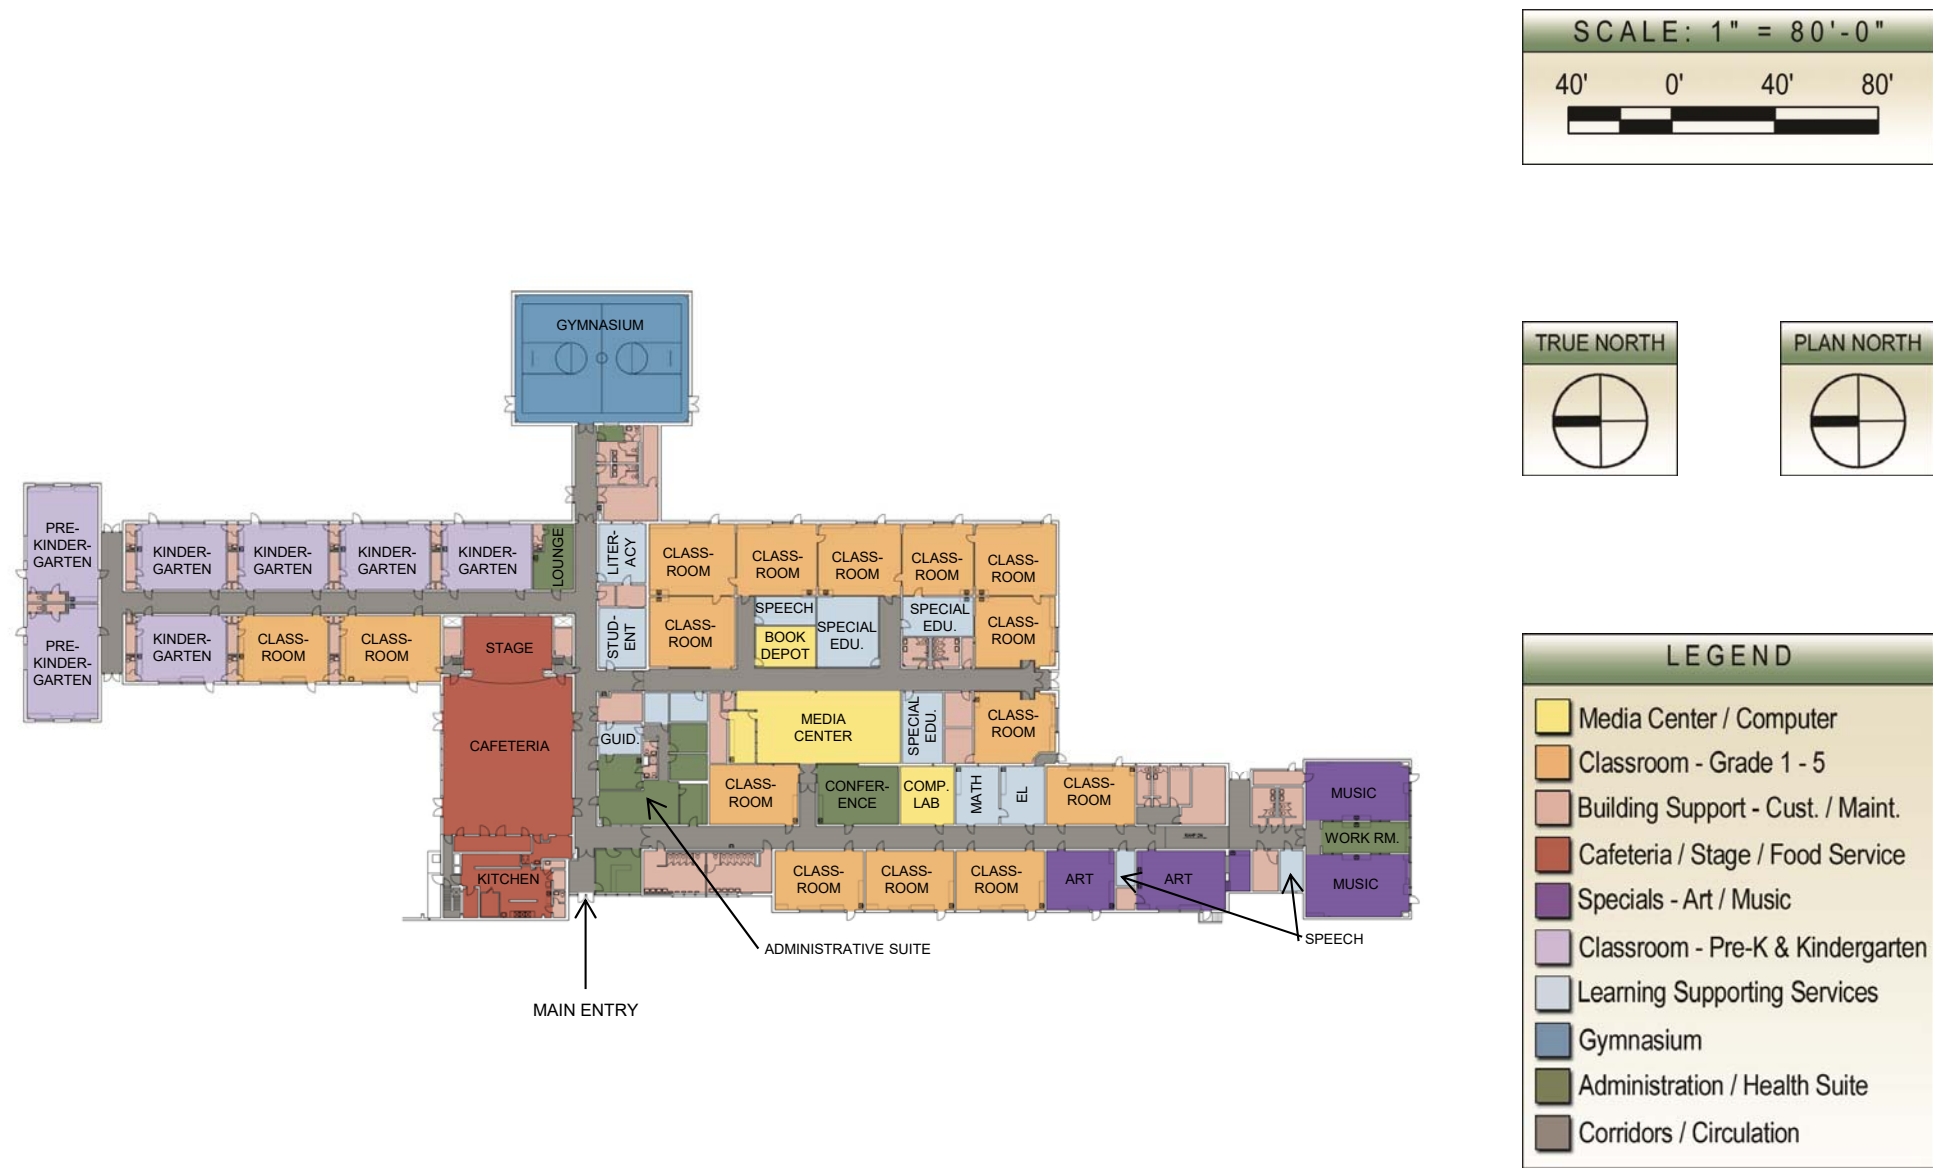 SCALE: 1" = 80'-0"
40' 0' 40' 80'
TRUE NORTH
PLAN NORTH
GYMNASIUM
PRE-
KINDER-
GARTEN
KINDER-
GARTEN
KINDER-
GARTEN
KINDER-
GARTEN
KINDER-
GARTEN
LOUNGE
LITER-
ACY
CLASS-
ROOM
CLASS-
ROOM
CLASS-
ROOM
CLASS-
ROOM
CLASS-
ROOM
PRE-
KINDER-
GARTEN
KINDER-
GARTEN
CLASS-
ROOM
CLASS-
ROOM
STAGE
STUD-
ENT
CLASS-
ROOM
SPEECH
BOOK
DEPOT
SPECIAL
EDU.
SPECIAL
EDU.
CLASS-
ROOM
CAFETERIA
GUID.
MEDIA
CENTER
SPECIAL
EDU.
CLASS-
ROOM
CLASS-
ROOM
CONFER-
ENCE
COMP.
LAB
MATH
EL
CLASS-
ROOM
MUSIC
WORK RM.
KITCHEN
CLASS-
ROOM
CLASS-
ROOM
CLASS-
ROOM
ART
ART
MUSIC
ADMINISTRATIVE SUITE
SPEECH
MAIN ENTRY
LEGEND
Media Center / Computer
Classroom - Grade 1 - 5
Building Support - Cust. / Maint.
Cafeteria / Stage / Food Service
Specials - Art / Music
Classroom - Pre-K & Kindergarten
Learning Supporting Services
Gymnasium
Administration / Health Suite
Corridors / Circulation